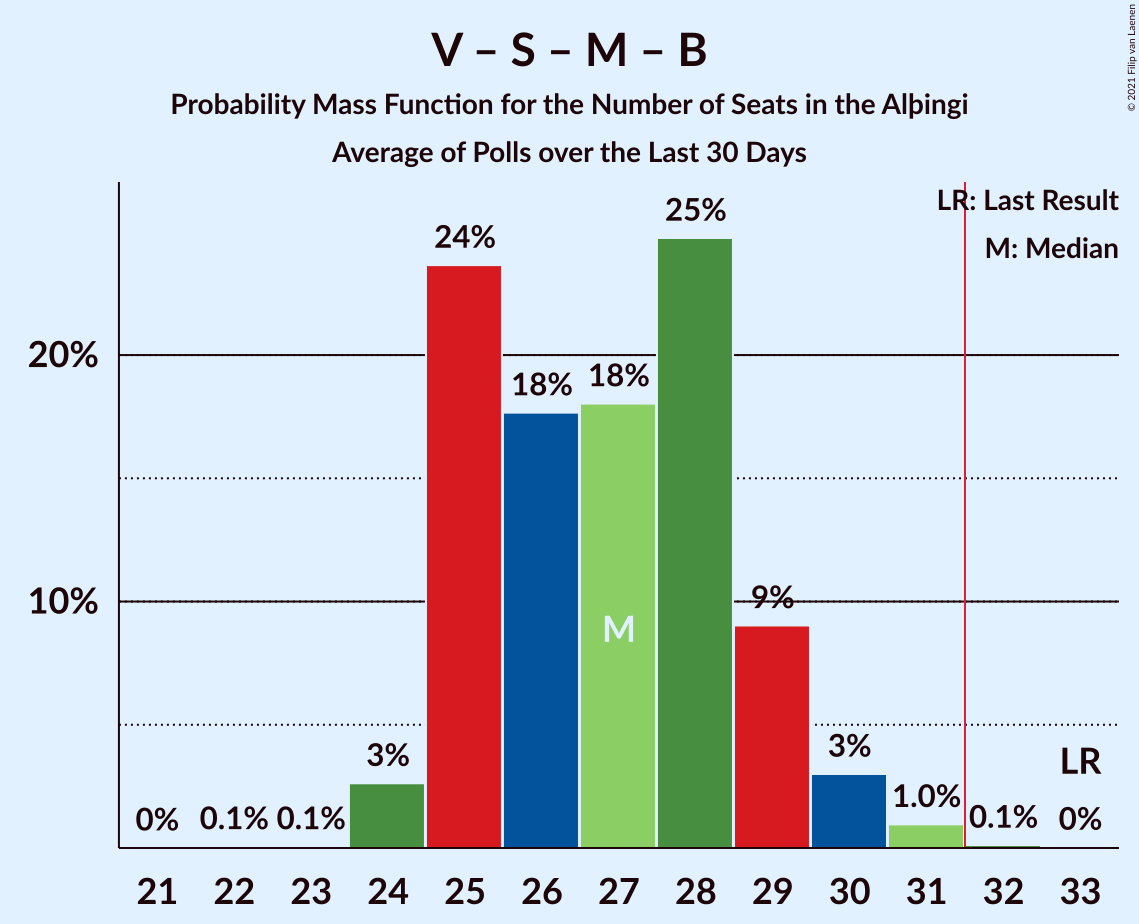 V – S – M – B
Probability Mass Function for the Number of Seats in the Alþingi
Average of Polls over the Last 30 Days
© 2021 Filip van Laenen
LR: Last Result
M: Median
20%
10%
0%
0.1%
0.1%
3%
24%
18%
18%
25%
9%
3%
1.0%
0.1%
0%
M
LR
21 22 23 24 25 26 27 28 29 30 31 32 33